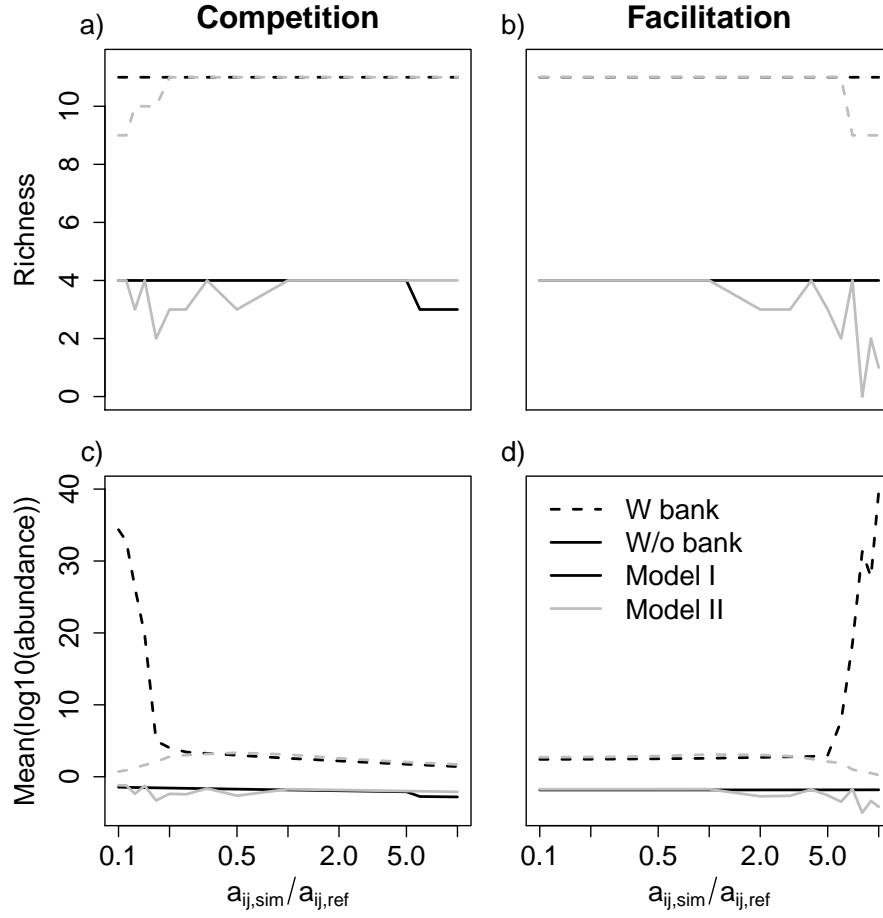 Competition
Facilitation
a)
b)
Richness
10
8
6
4
2
0
c)
d)
Mean(log10(abundance))
40
30
20
10
0
W bank
W/o bank
Model I
Model II
0.1
0.5
2.0
5.0
0.1
0.5
2.0
5.0
a_ij,sim/a_ij,ref
a_ij,sim/a_ij,ref